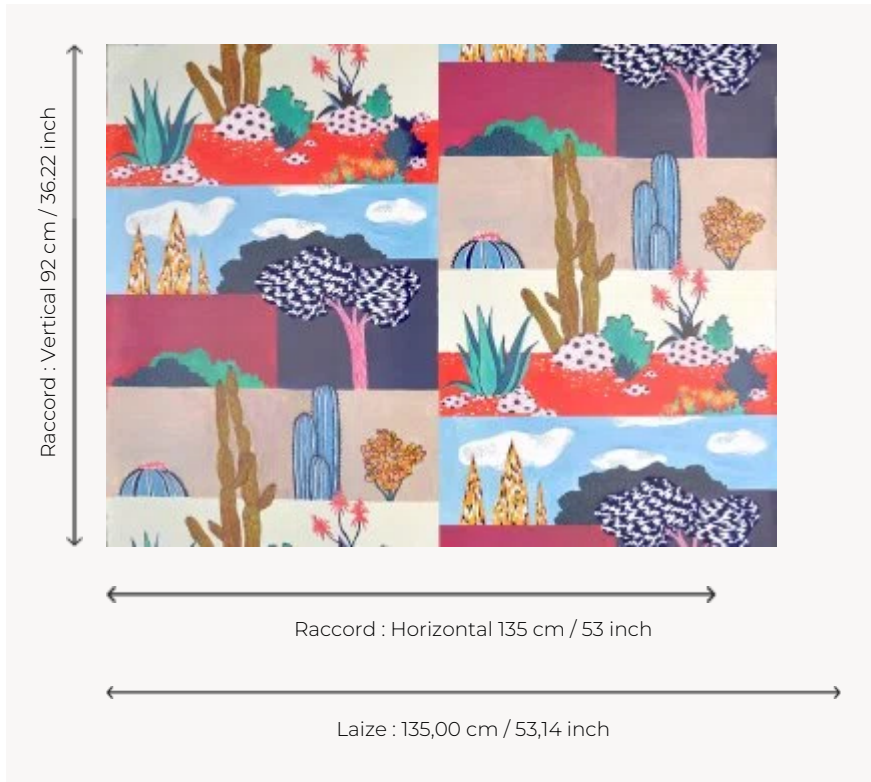 Raccord : Vertical 92 cm / 36.22 inch
Raccord : Horizontal 135 cm / 53 inch
Laize : 135,00 cm / 53,14 inch